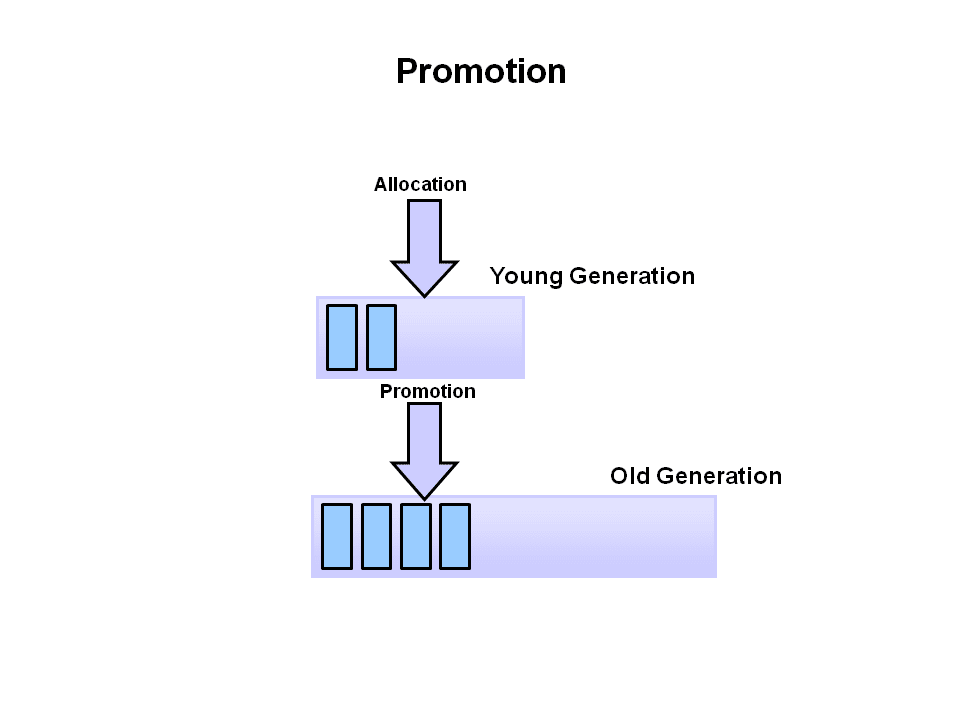 Promotion
Allocation
Young Generation
Promotion
Old Generation